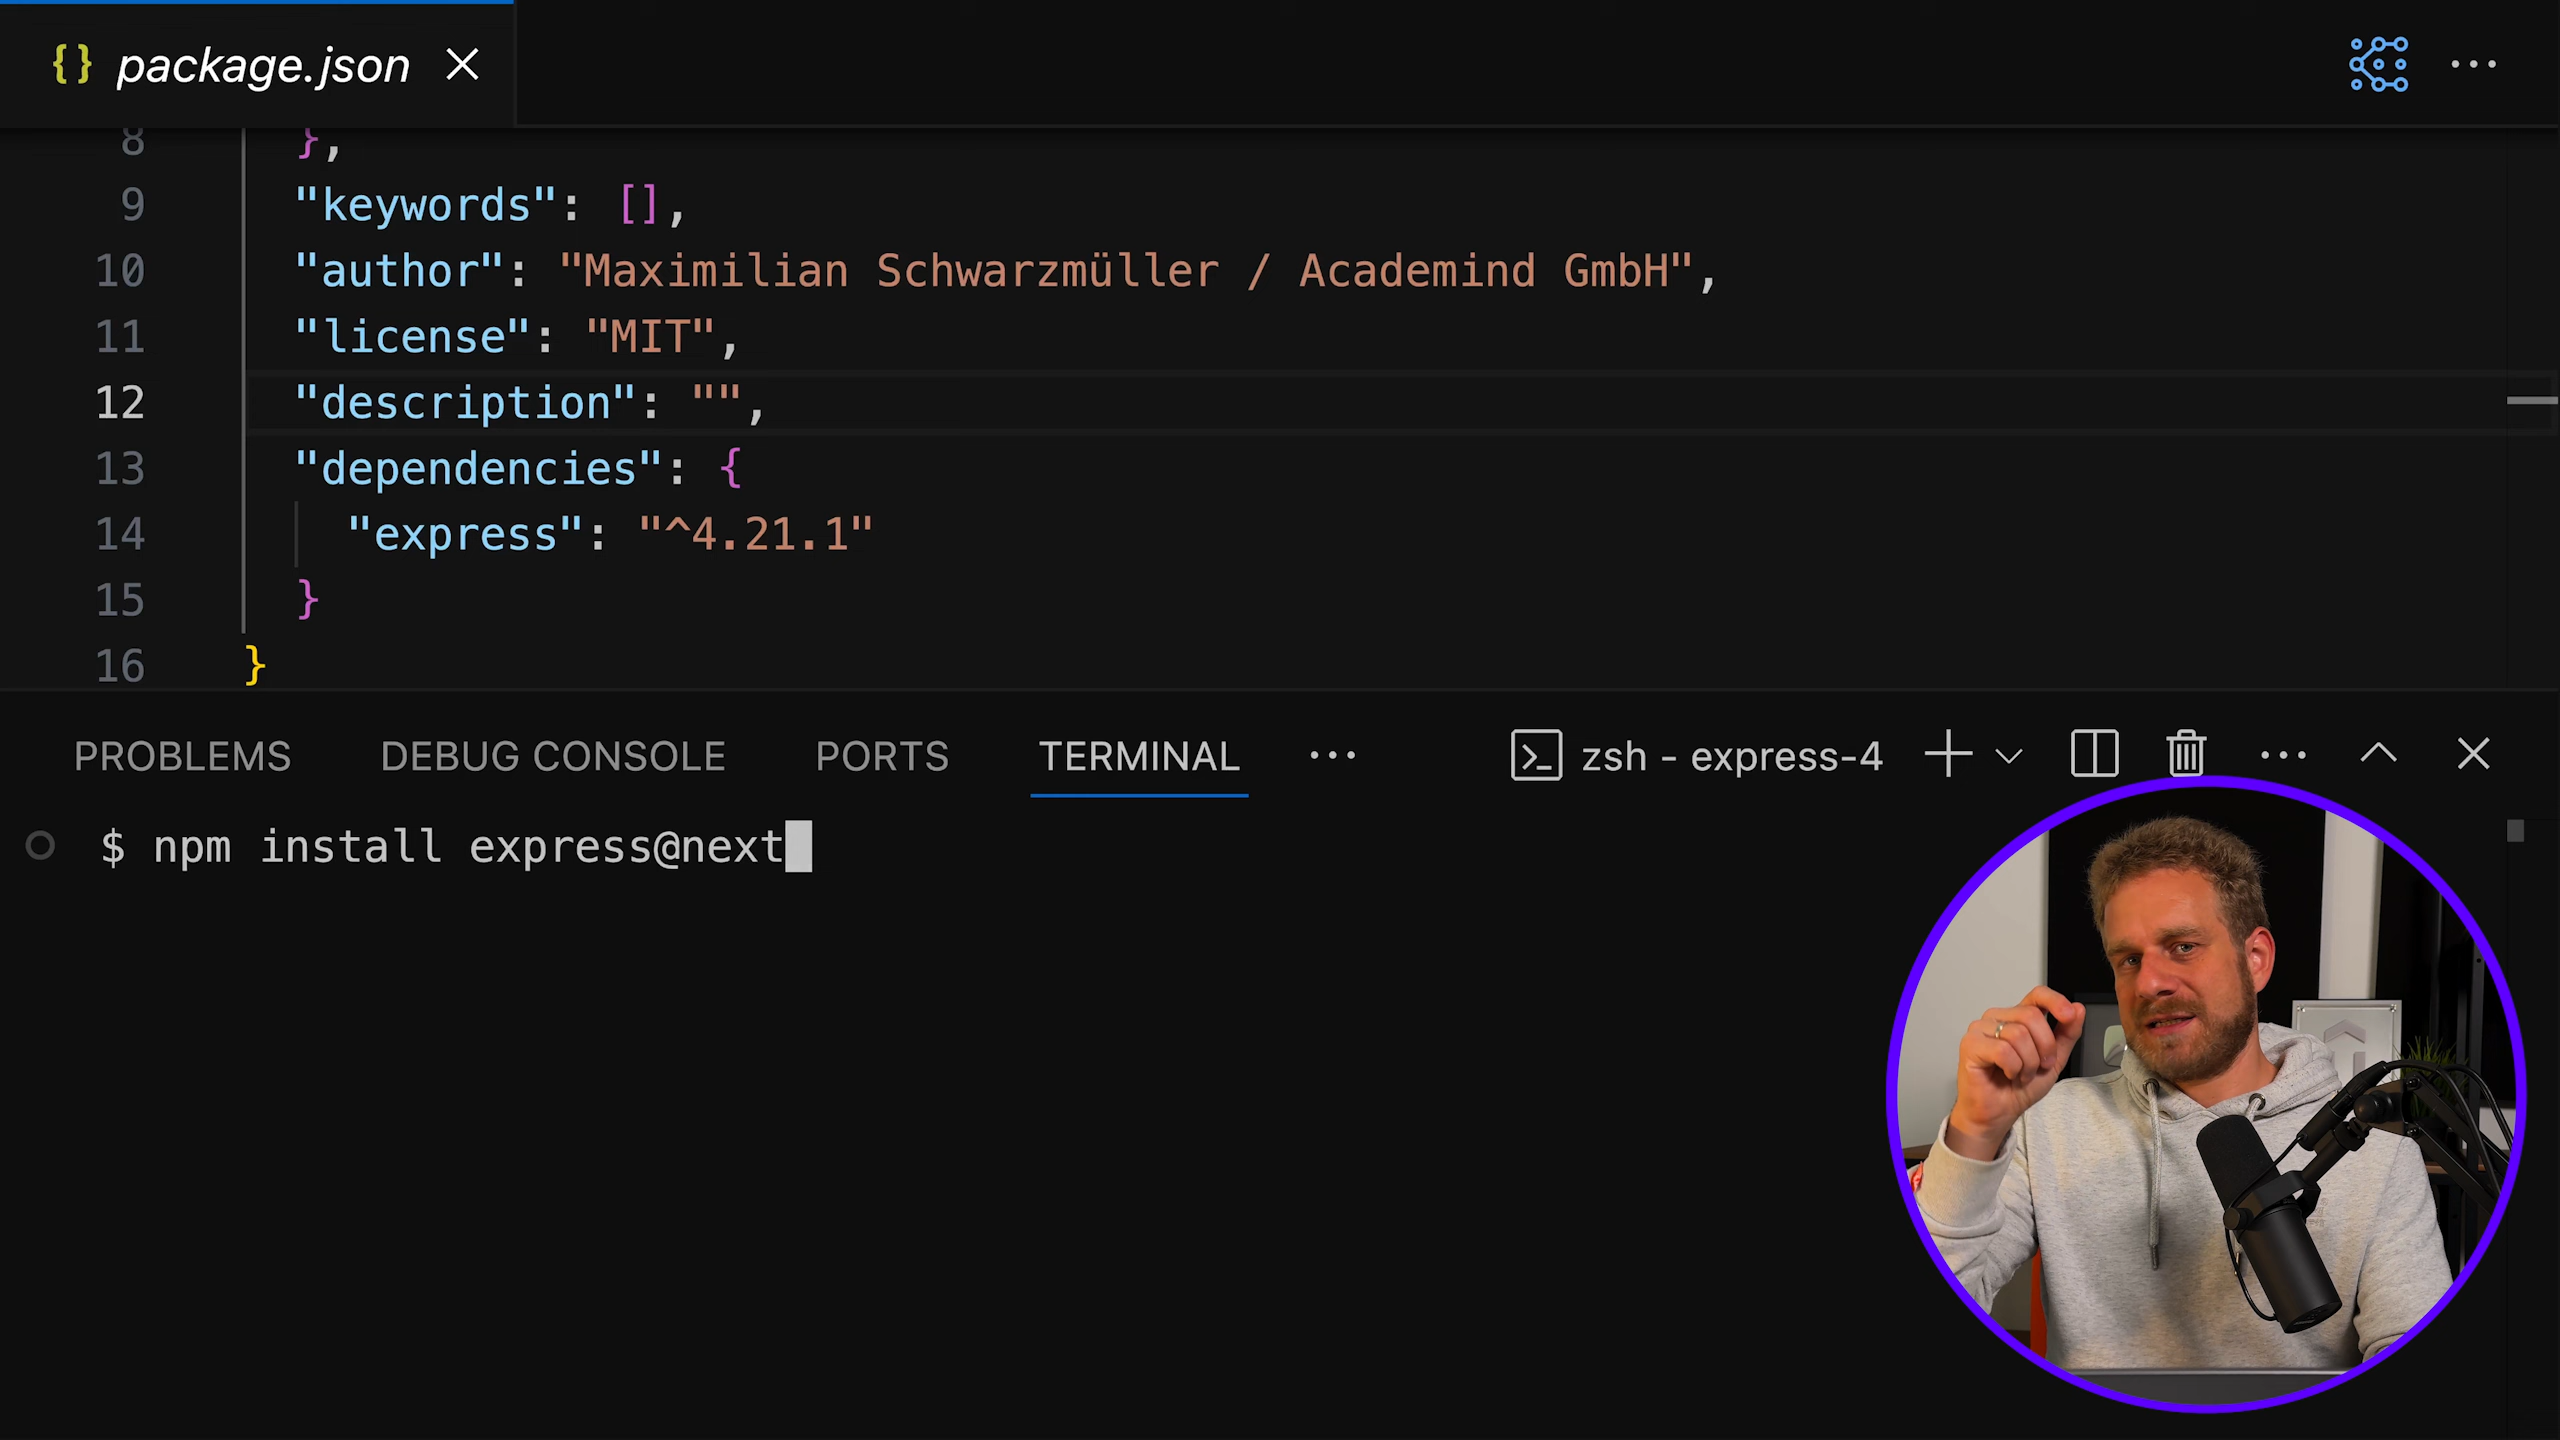 {} package.json
8 },
9 "keywords": [],
10 "author": "Maximilian Schwarzmüller / Academind GmbH",
11 "license": "MIT",
12 "description": "",
13 "dependencies": {
14 "express": "^4.21.1"
15 }
16 }
PROBLEMS DEBUG CONSOLE PORTS TERMINAL ··· zsh - express-4
$ npm install express@next